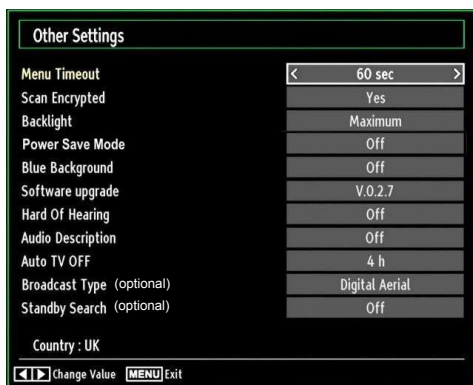 Other Settings
Menu Timeout < 60 sec >
Scan Encrypted Yes
Backlight Maximum
Power Save Mode Off
Blue Background Off
Software upgrade V.0.2.7
Hard Of Hearing Off
Audio Description Off
Auto TV OFF 4 h
Broadcast Type (optional) Digital Aerial
Standby Search (optional) Off
Country : UK
Change Value MENU Exit